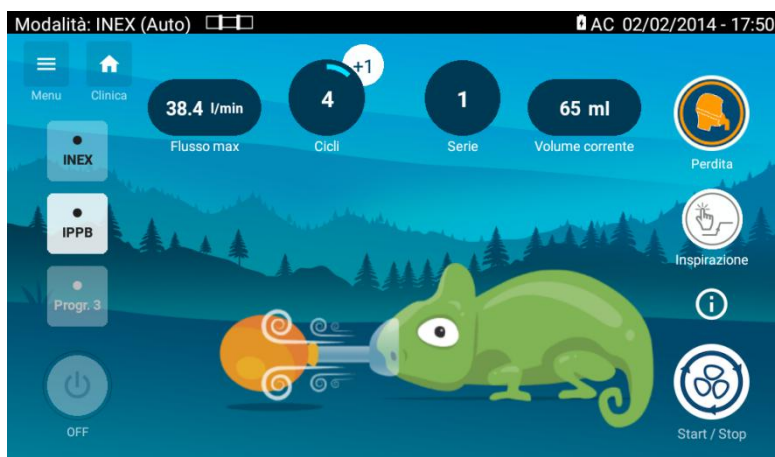 Modalità: INEX (Auto)
AC 02/02/2014 - 17:50
Menu
Clinica
38.4 l/min
Flusso max
4
+1
Cicli
1
Serie
65 ml
Volume corrente
Perdita
INEX
IPPB
Inspirazione
Progr. 3
OFF
Start / Stop